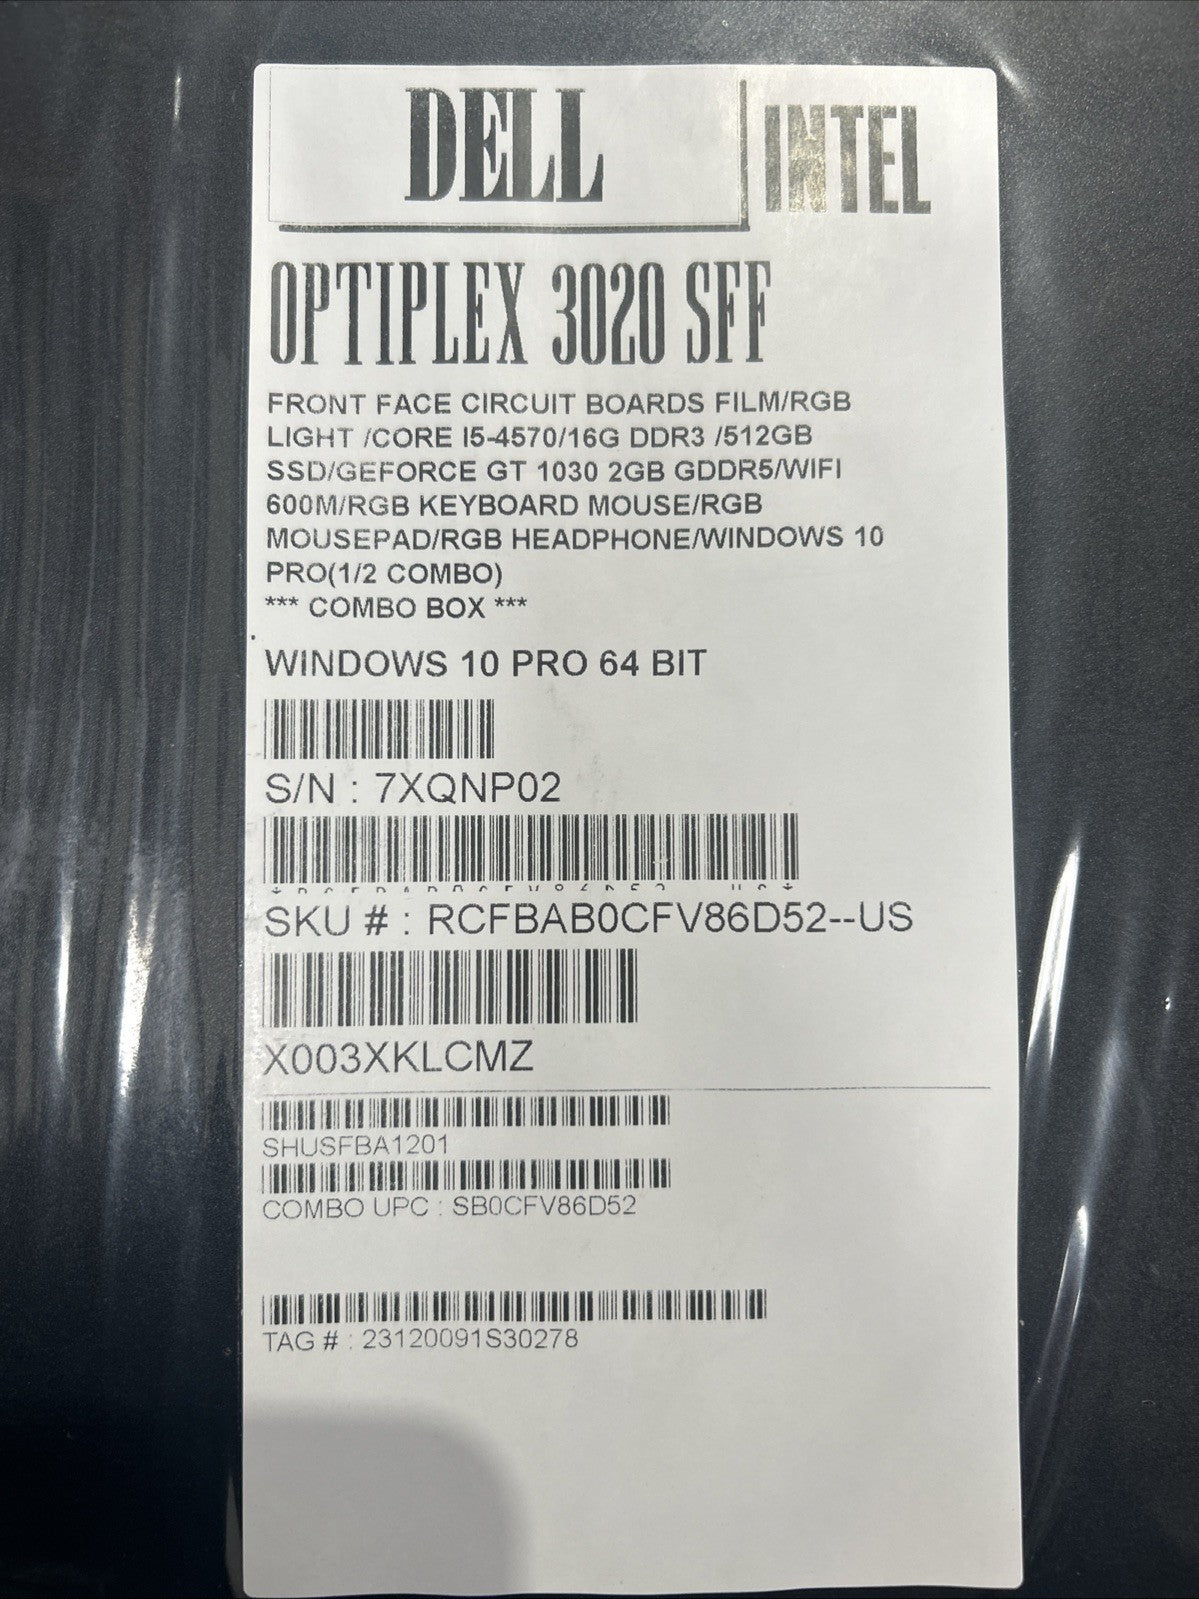 DELL INTEL
OPTIPLEX 3020 SFF
FRONT FACE CIRCUIT BOARDS FILM/RGB
LIGHT /CORE I5-4570/16G DDR3 /512GB
SSD/GEFORCE GT 1030 2GB GDDR5/WIFI
600M/RGB KEYBOARD MOUSE/RGB
MOUSEPAD/RGB HEADPHONE/WINDOWS 10
PRO(1/2 COMBO)
*** COMBO BOX ***
WINDOWS 10 PRO 64 BIT
S/N : 7XQNP02
SKU # : RCFBAB0CFV86D52--US
X003XKLCMZ
SHUSFBA1201
COMBO UPC : SB0CFV86D52
TAG # : 23120091S30278